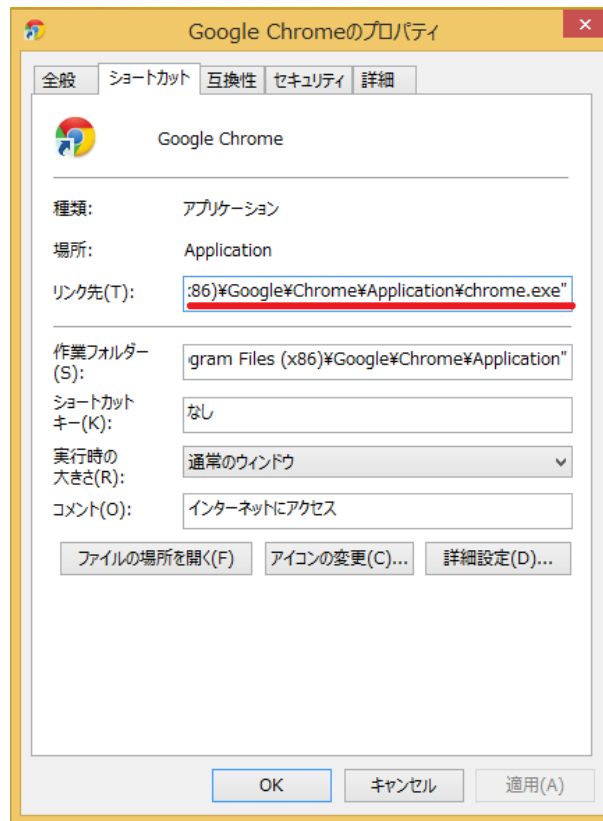 Google Chromeのプロパティ
全般 ショートカット 互換性 セキュリティ 詳細
Google Chrome
種類: アプリケーション
場所: Application
リンク先(T): :86)¥Google¥Chrome¥Application¥chrome.exe"
作業フォルダー
(S):
gram Files (x86)¥Google¥Chrome¥Application"
ショートカット
キー(K):
なし
実行時の
大きさ(R):
通常のウィンドウ
コメント(O): インターネットにアクセス
ファイルの場所を開く(F) アイコンの変更(C)... 詳細設定(D)...
OK キャンセル 適用(A)